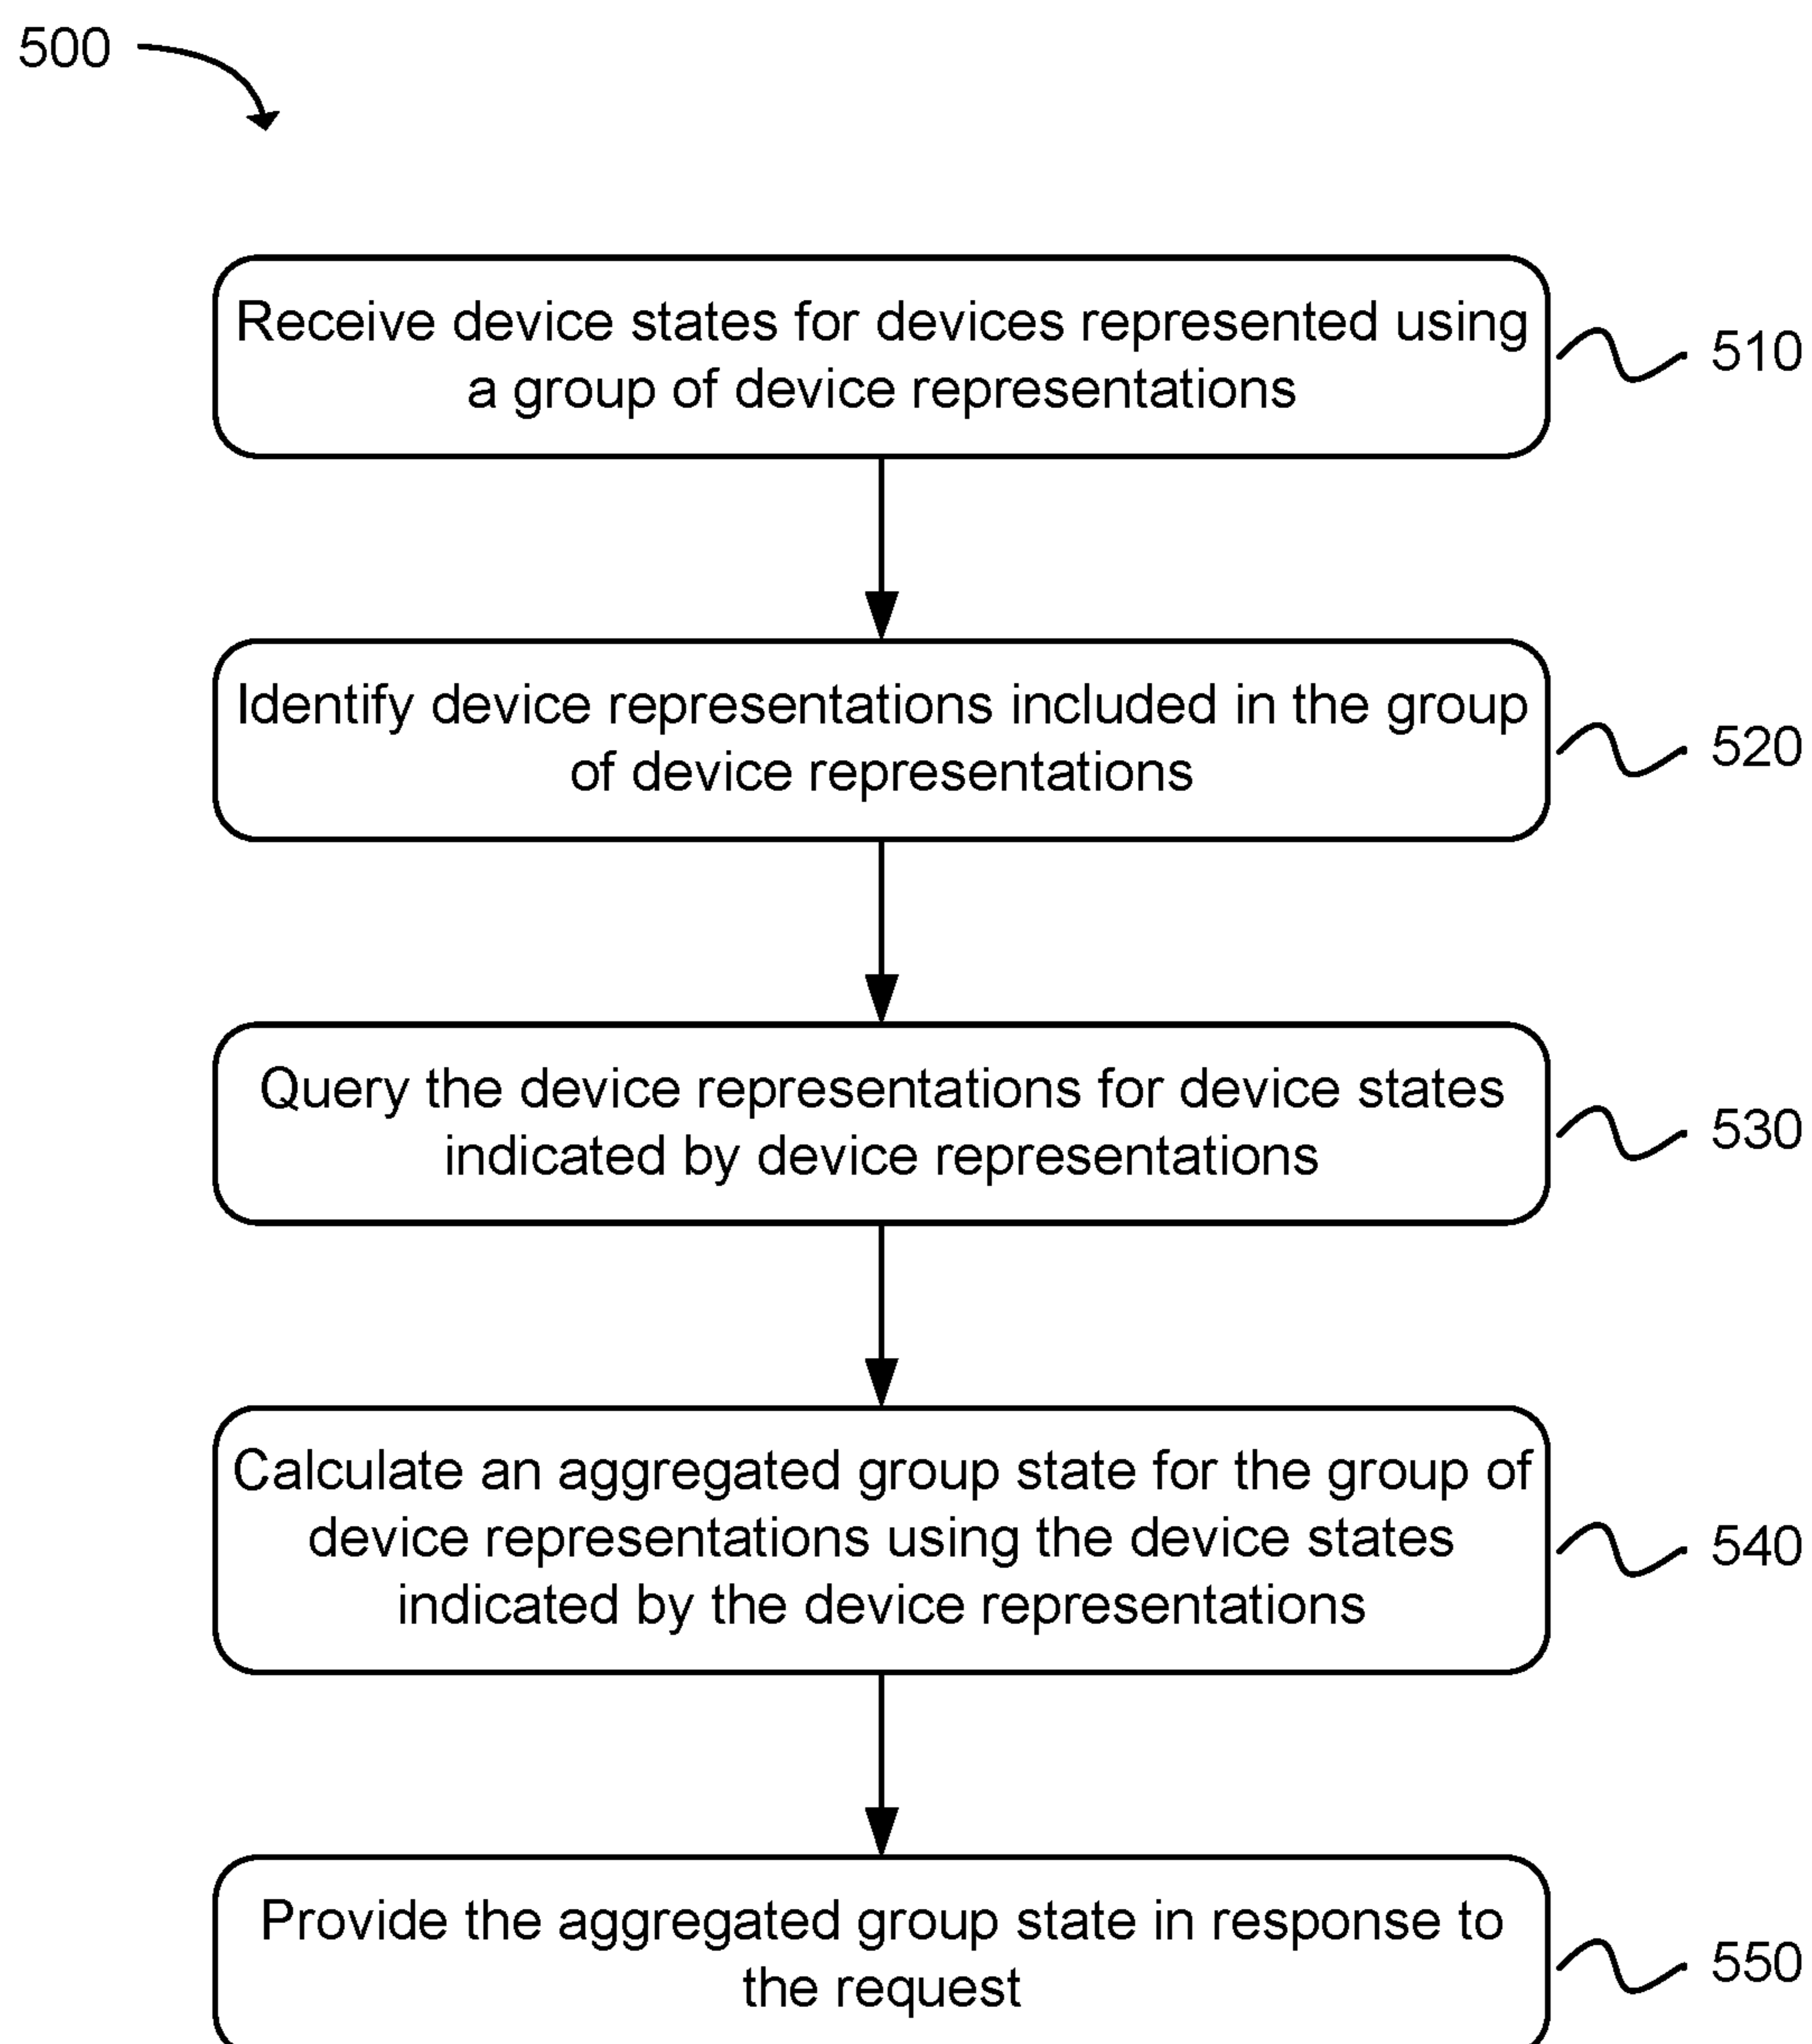 500
Receive device states for devices represented using
a group of device representations
510
Identify device representations included in the group
of device representations
520
Query the device representations for device states
indicated by device representations
530
Calculate an aggregated group state for the group of
device representations using the device states
indicated by the device representations
540
Provide the aggregated group state in response to
the request
550